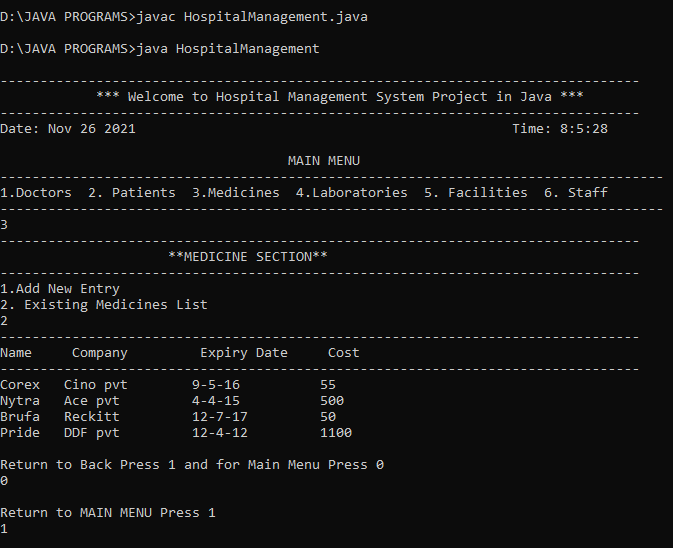 D:\JAVA PROGRAMS>javac HospitalManagement.java
D:\JAVA PROGRAMS>java HospitalManagement
--------------------------------------------------------------------------------
*** Welcome to Hospital Management System Project in Java ***
--------------------------------------------------------------------------------
Date: Nov 26 2021 Time: 8:5:28
MAIN MENU
-----------------------------------------------------------------------------------
1.Doctors 2. Patients 3.Medicines 4.Laboratories 5. Facilities 6. Staff
-----------------------------------------------------------------------------------
3
--------------------------------------------------------------------------------
**MEDICINE SECTION**
--------------------------------------------------------------------------------
1.Add New Entry
2. Existing Medicines List
2
--------------------------------------------------------------------------------
Name Company Expiry Date Cost
--------------------------------------------------------------------------------
Corex Cino pvt 9-5-16 55
Nytra Ace pvt 4-4-15 500
Brufa Reckitt 12-7-17 50
Pride DDF pvt 12-4-12 1100
Return to Back Press 1 and for Main Menu Press 0
0
Return to MAIN MENU Press 1
1